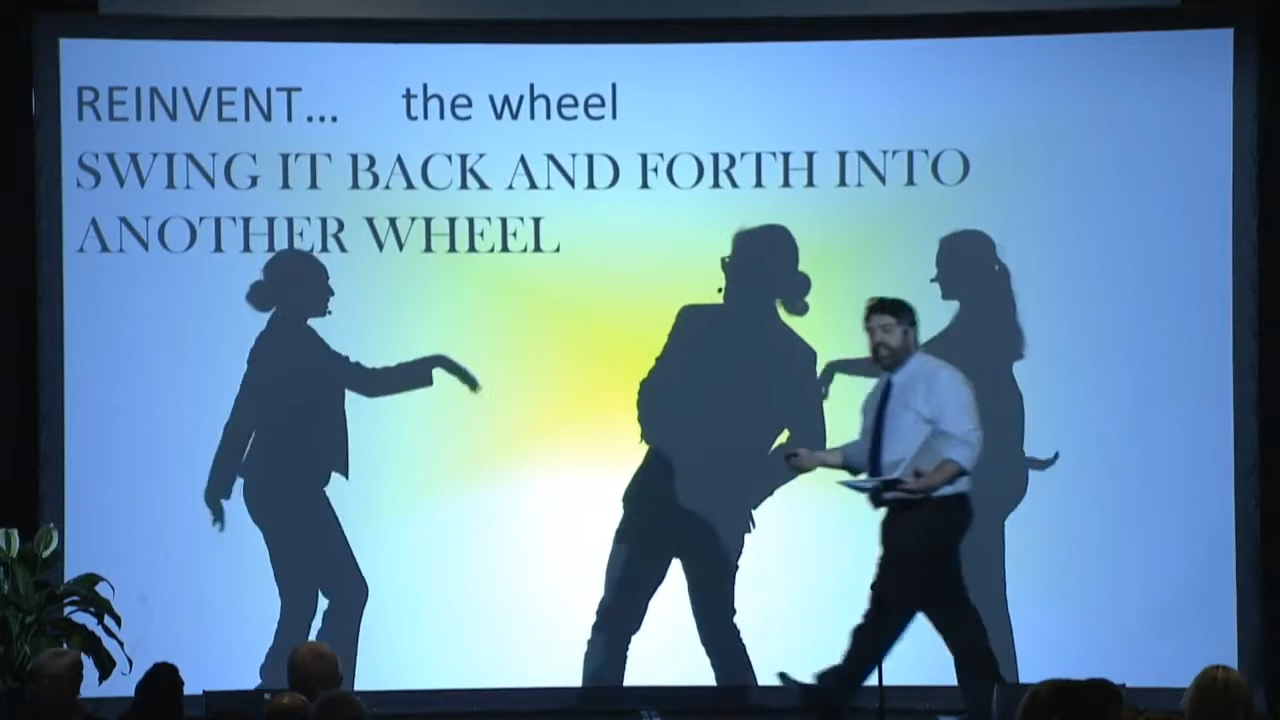 REINVENT... the wheel
SWING IT BACK AND FORTH INTO
ANOTHER WHEEL